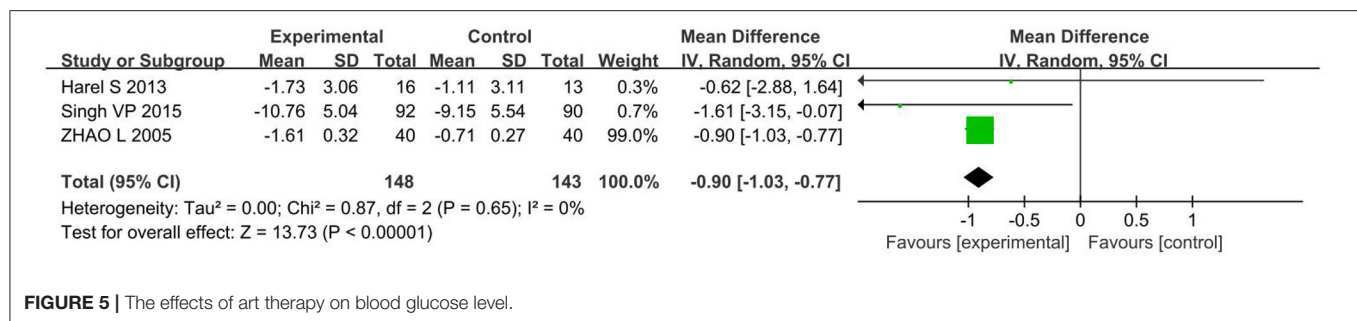 Experimental Control Mean Difference Mean Difference
Study or Subgroup Mean SD Total Mean SD Total Weight IV, Random, 95% CI IV, Random, 95% CI
Harel S 2013 -1.73 3.06 16 -1.11 3.11 13 0.3% -0.62 [-2.88, 1.64]
Singh VP 2015 -10.76 5.04 92 -9.15 5.54 90 0.7% -1.61 [-3.15, -0.07]
ZHAO L 2005 -1.61 0.32 40 -0.71 0.27 40 99.0% -0.90 [-1.03, -0.77]
Total (95% CI) 148 143 100.0% -0.90 [-1.03, -0.77]
Heterogeneity: Tau² = 0.00; Chi² = 0.87, df = 2 (P = 0.65); I² = 0%
Test for overall effect: Z = 13.73 (P < 0.00001)
-1 -0.5 0 0.5 1
Favours [experimental] Favours [control]
FIGURE 5 | The effects of art therapy on blood glucose level.